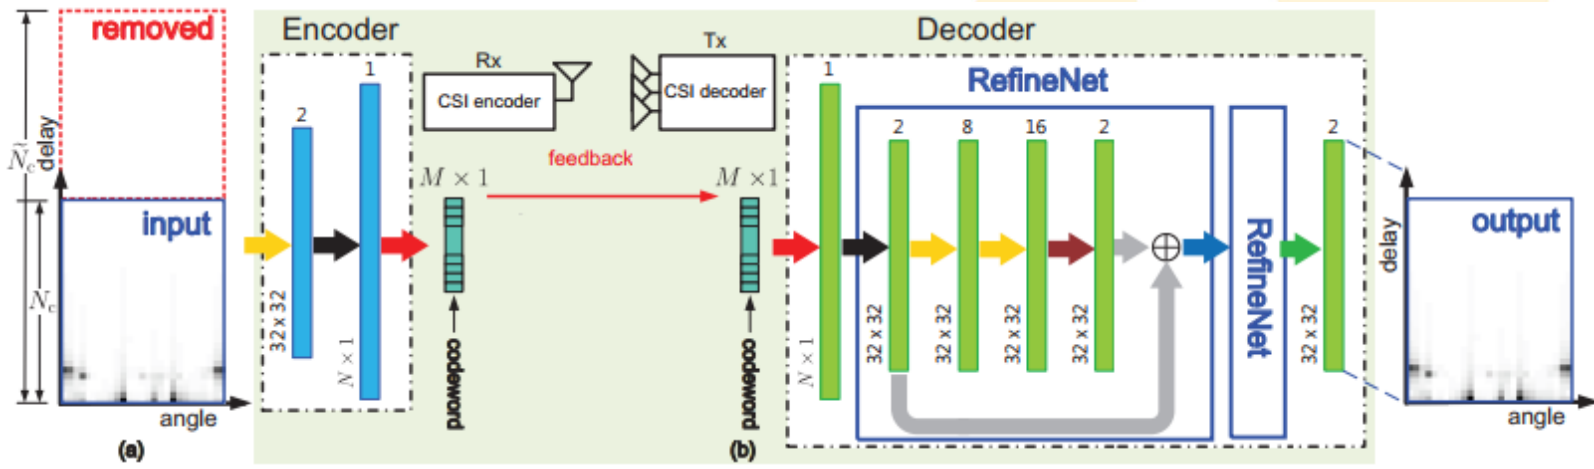 removed
Ñc
delay
input
Nc
angle
(a)
Encoder
2
32 x 32
1
N × 1
Rx
CSI encoder
M × 1
codeword
feedback
Tx
CSI decoder
M ×1
codeword
(b)
Decoder
1
N × 1
RefineNet
2
8
16
2
32 x 32
32 x 32
32 x 32
32 x 32
RefineNet
2
32 x 32
delay
output
angle